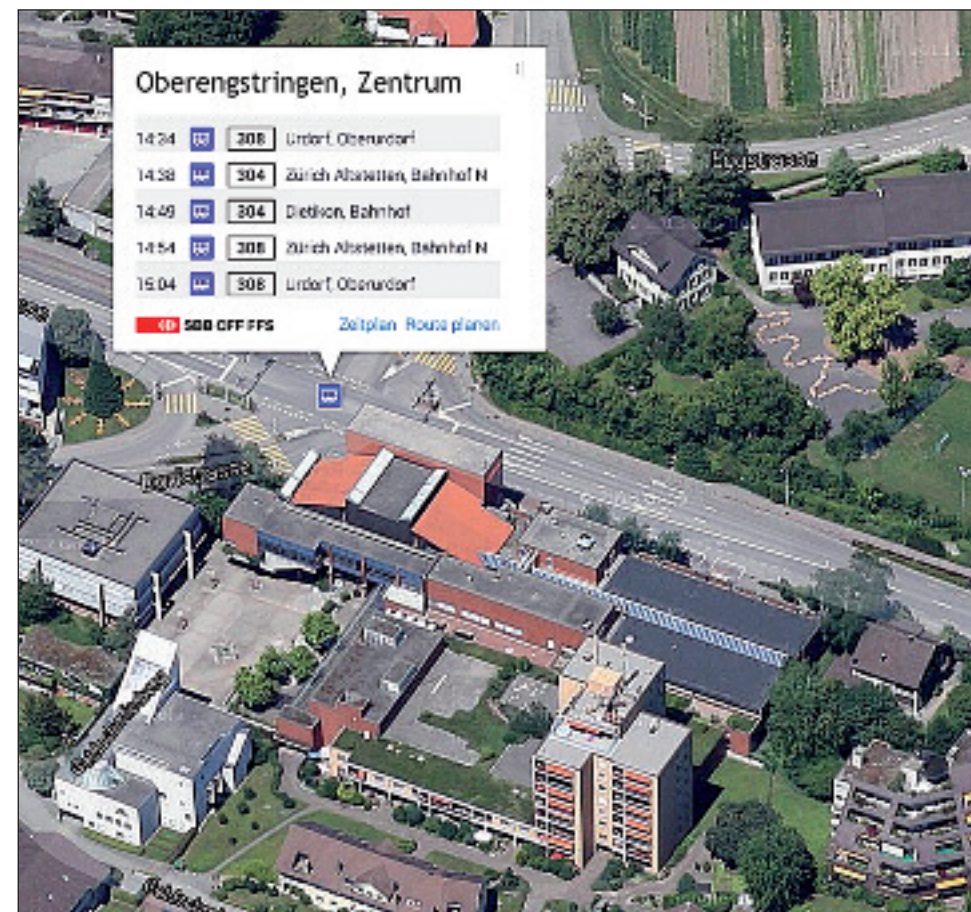 Oberengstringen, Zentrum
14:34 308 Urdorf, Oberurdorf
14:38 304 Zürich Altstetten, Bahnhof N
14:49 304 Dietikon, Bahnhof
14:54 308 Zürich Altstetten, Bahnhof N
15:04 308 Urdorf, Oberurdorf
SBB CFF FFS Zeitplan Route planen
Dorfstrasse